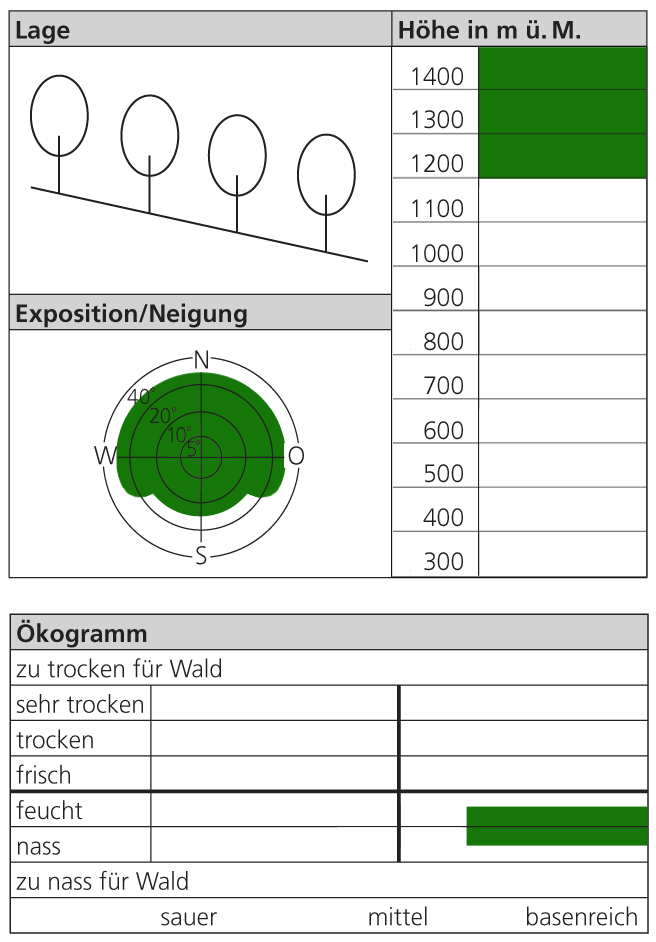 Lage
Höhe in m ü. M.
1400
1300
1200
1100
1000
900
800
700
600
500
400
300
Exposition/Neigung
N
40°
20°
10°
5°
W
O
S
Ökogramm
zu trocken für Wald
sehr trocken
trocken
frisch
feucht
nass
zu nass für Wald
sauer mittel basenreich